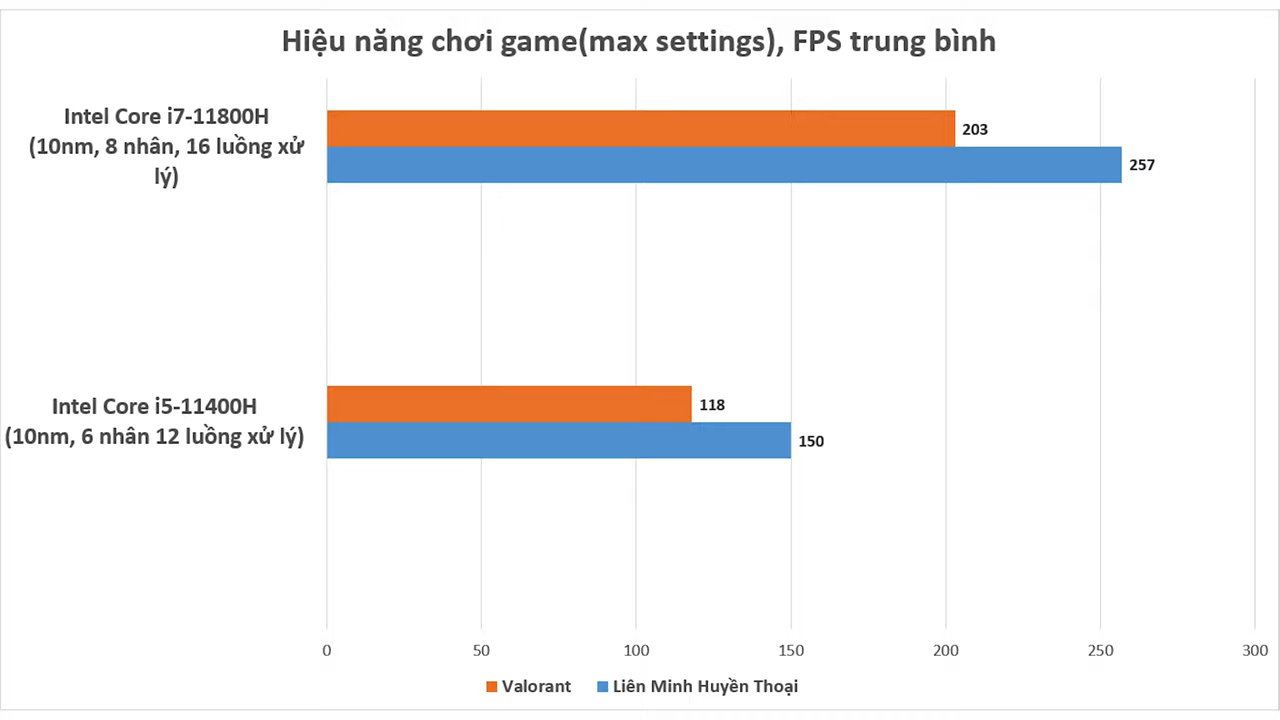 Hiệu năng chơi game(max settings), FPS trung bình
Intel Core i7-11800H
(10nm, 8 nhân, 16 luồng xử
lý)
203
257
Intel Core i5-11400H
(10nm, 6 nhân 12 luồng xử lý)
118
150
0 50 100 150 200 250 300
Valorant Liên Minh Huyền Thoại